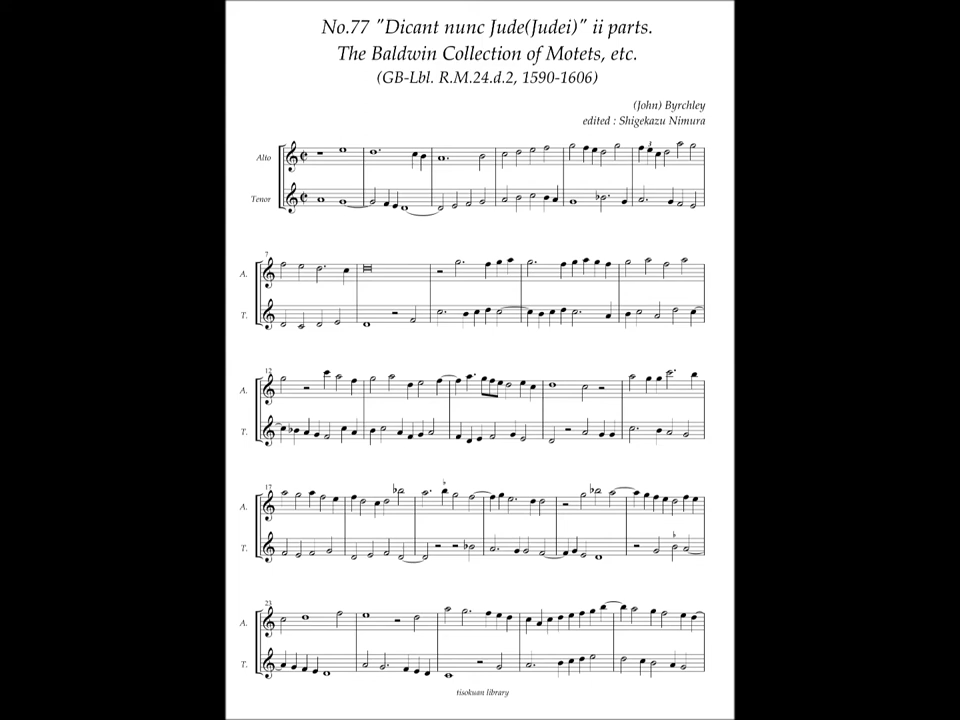 No.77 "Dicant nunc Jude(Judei)" ii parts.
The Baldwin Collection of Motets, etc.
(GB-Lbl. R.M.24.d.2, 1590-1606)
(John) Byrchley
edited : Shigekazu Nimura
Alto
3
Tenor
7
A.
T.
12
A.
T.
17
A.
T.
23
A.
T.
tisokuan library